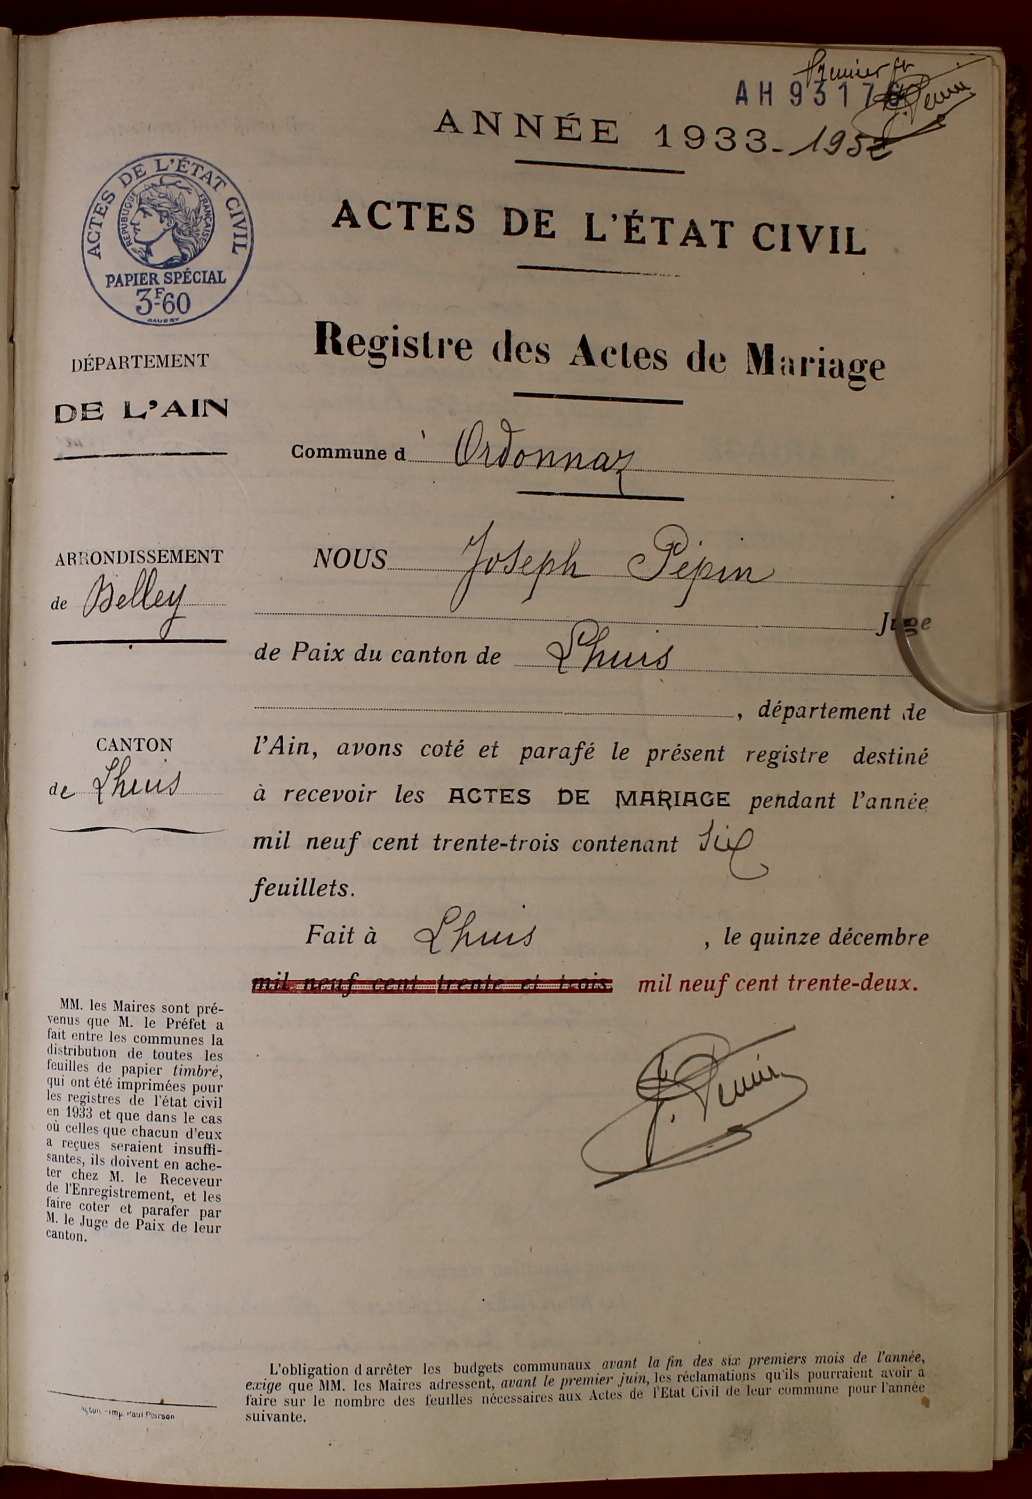 Premier ft
AH 93176
ANNÉE 1933-1952
ACTES DE L'ÉTAT CIVIL
ACTES DE L'ÉTAT CIVIL
RÉPUBLIQUE FRANÇAISE
PAPIER SPÉCIAL
3F-60
Registre des Actes de Mariage
DÉPARTEMENT
DE L'AIN
Commune d' Ordonnaz
ARRONDISSEMENT
de Belley
NOUS Joseph Pépin
Juge
de Paix du canton de Lhuis
, département de
CANTON
de Lhuis
l'Ain, avons coté et parafé le présent registre destiné
à recevoir les ACTES DE MARIAGE pendant l'année
mil neuf cent trente-trois contenant Six
feuillets.
Fait à Lhuis , le quinze décembre
mil neuf cent trente et trois mil neuf cent trente-deux.
MM. les Maires sont pré-
venus que M. le Préfet a
fait entre les communes la
distribution de toutes les
feuilles de papier timbré,
qui ont été imprimées pour
les registres de l'état civil
en 1933 et que dans le cas
où celles que chacun d'eux
a reçues seraient insuffi-
santes, ils doivent en ache-
ter chez M. le Receveur
de l'Enregistrement, et les
faire coter et parafer par
M. le Juge de Paix de leur
canton.
J. Pépin
L'obligation d arrêter les budgets communaux avant la fin des six premiers mois de l'année,
exige que MM. les Maires adressent, avant le premier juin, les réclamations qu'ils pourraient avoir à
faire sur le nombre des feuilles nécessaires aux Actes de l'Etat Civil de leur commune pour l'année
suivante.
Imp. Paul